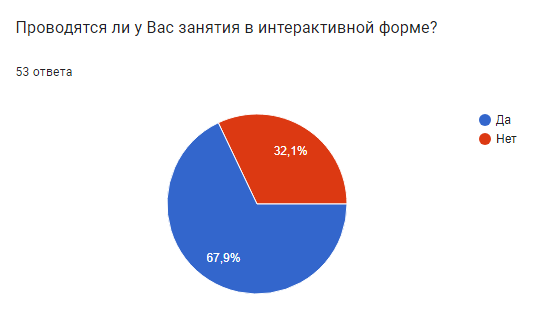 Проводятся ли у Вас занятия в интерактивной форме?
53 ответа
Да
Нет
32,1%
67,9%